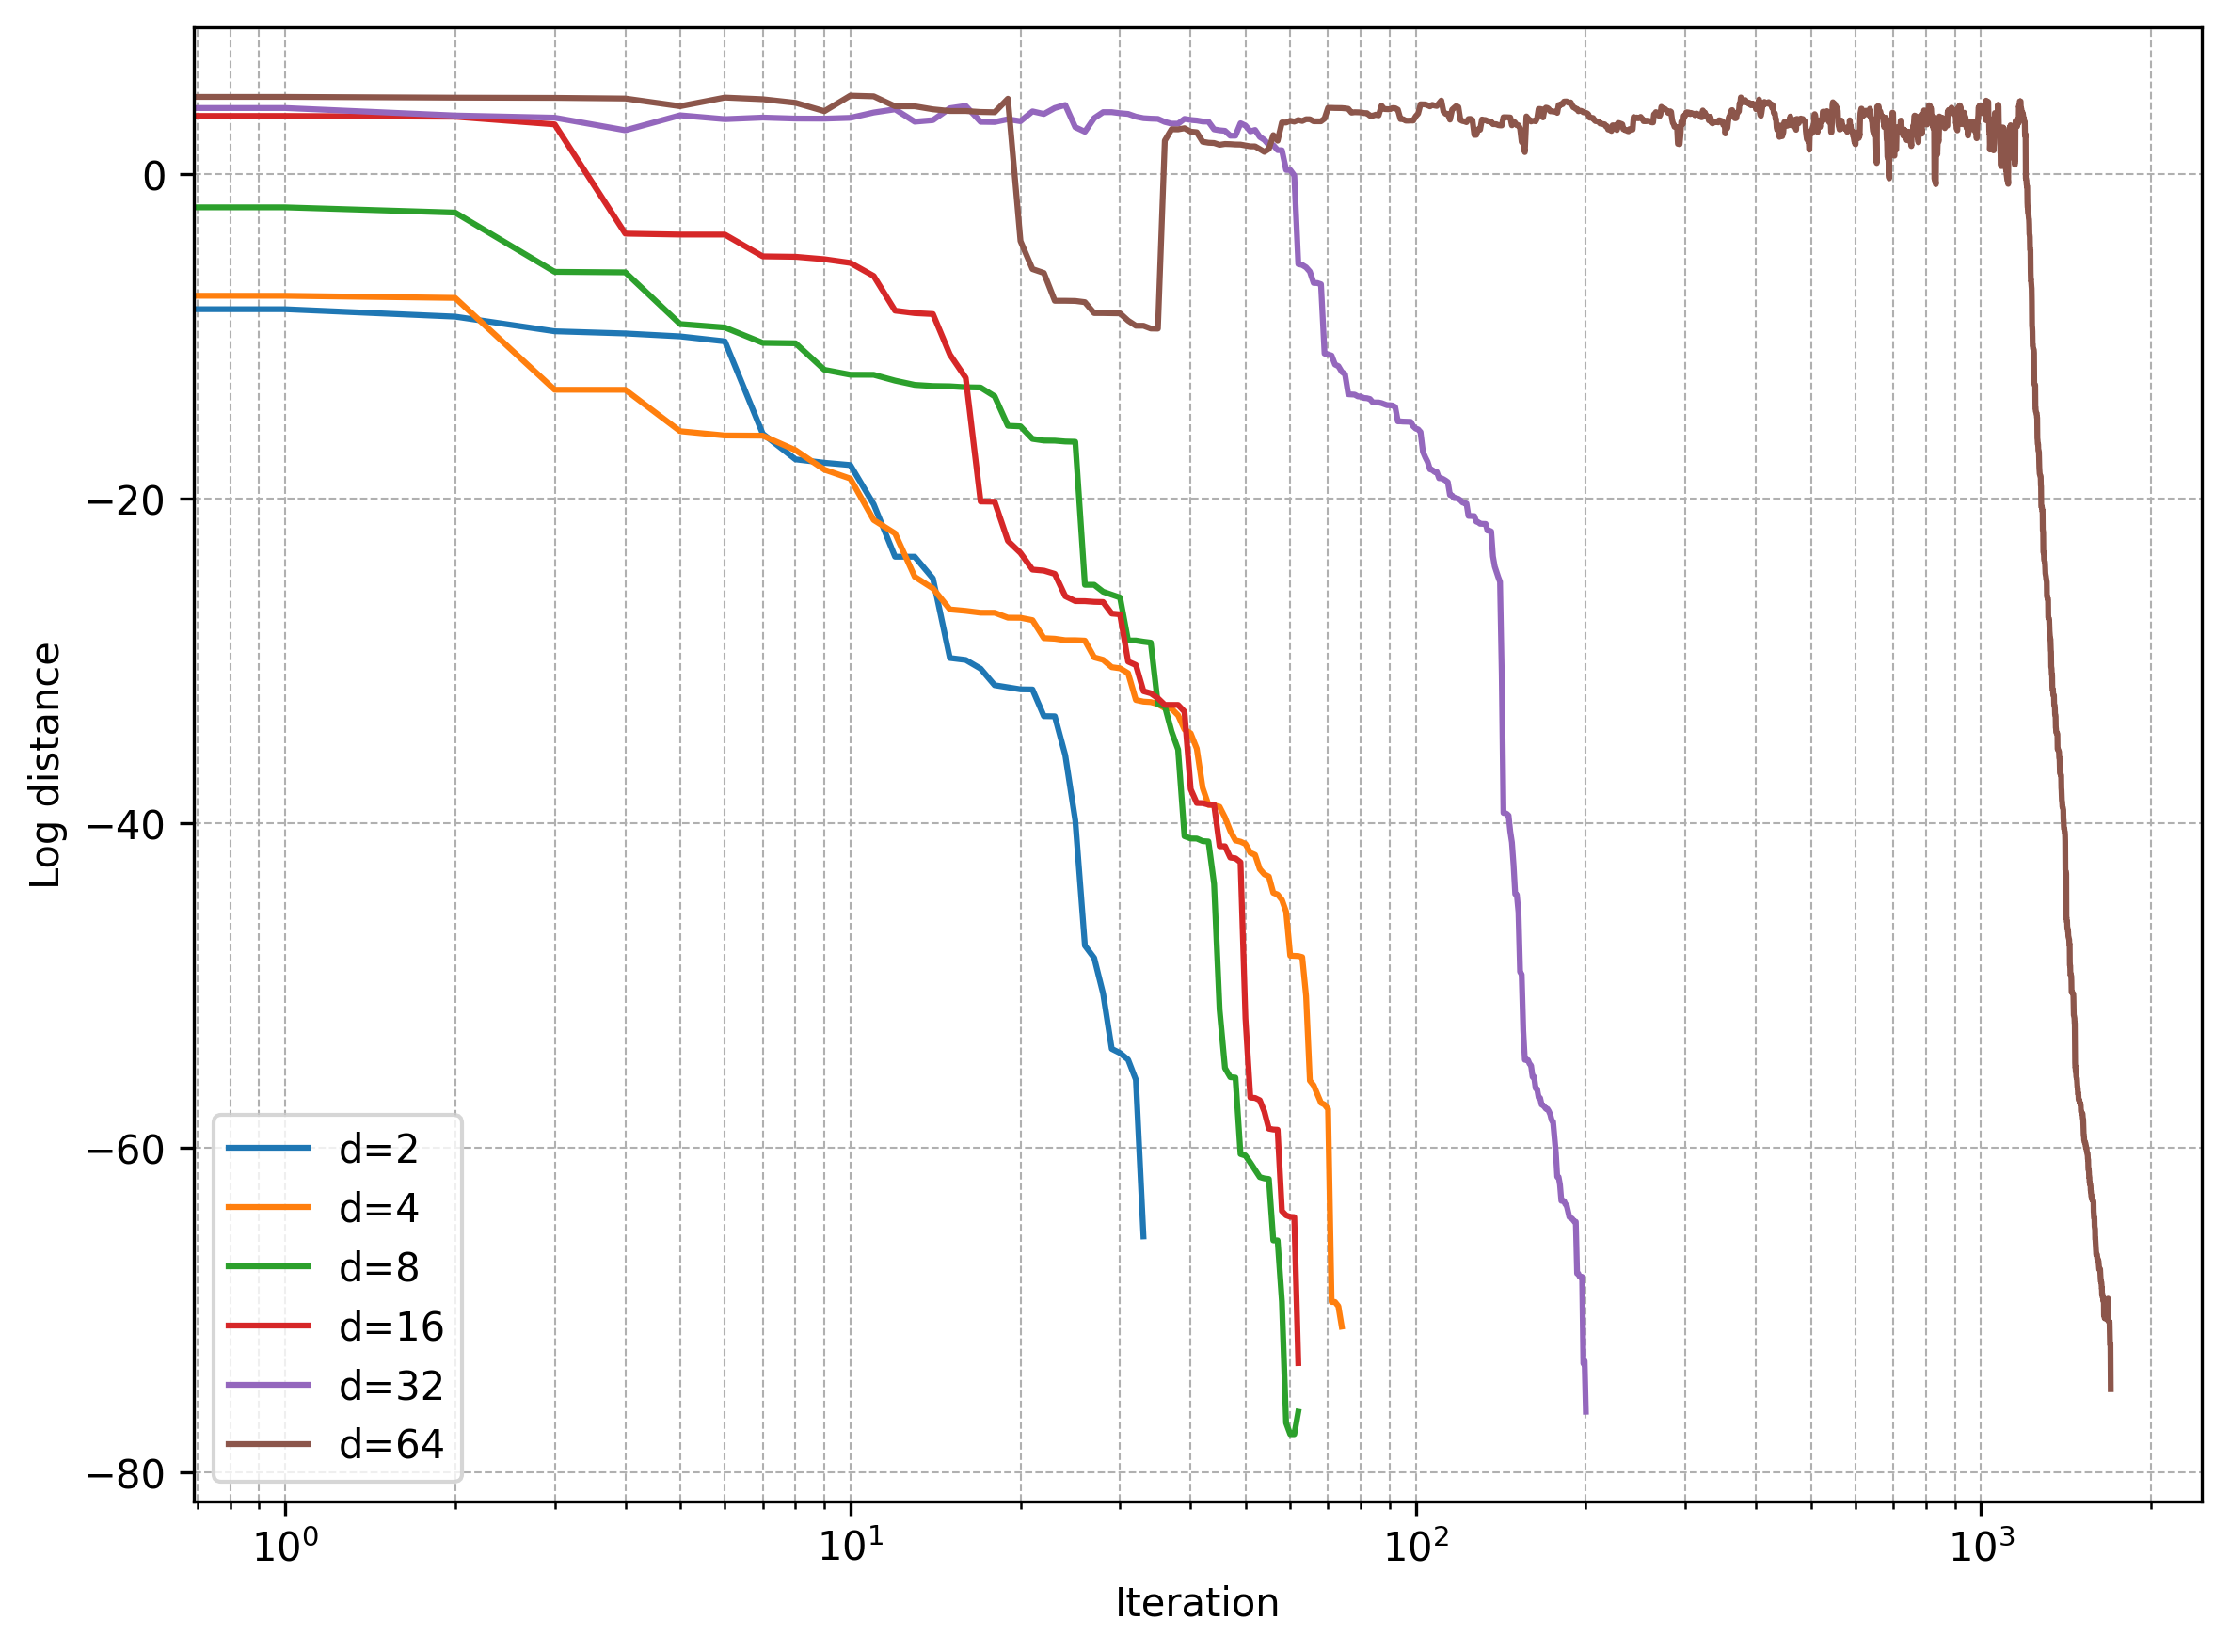 0
−20
−40
−60
−80
Log distance
d=2
d=4
d=8
d=16
d=32
d=64
10⁰ 10¹ 10² 10³
Iteration